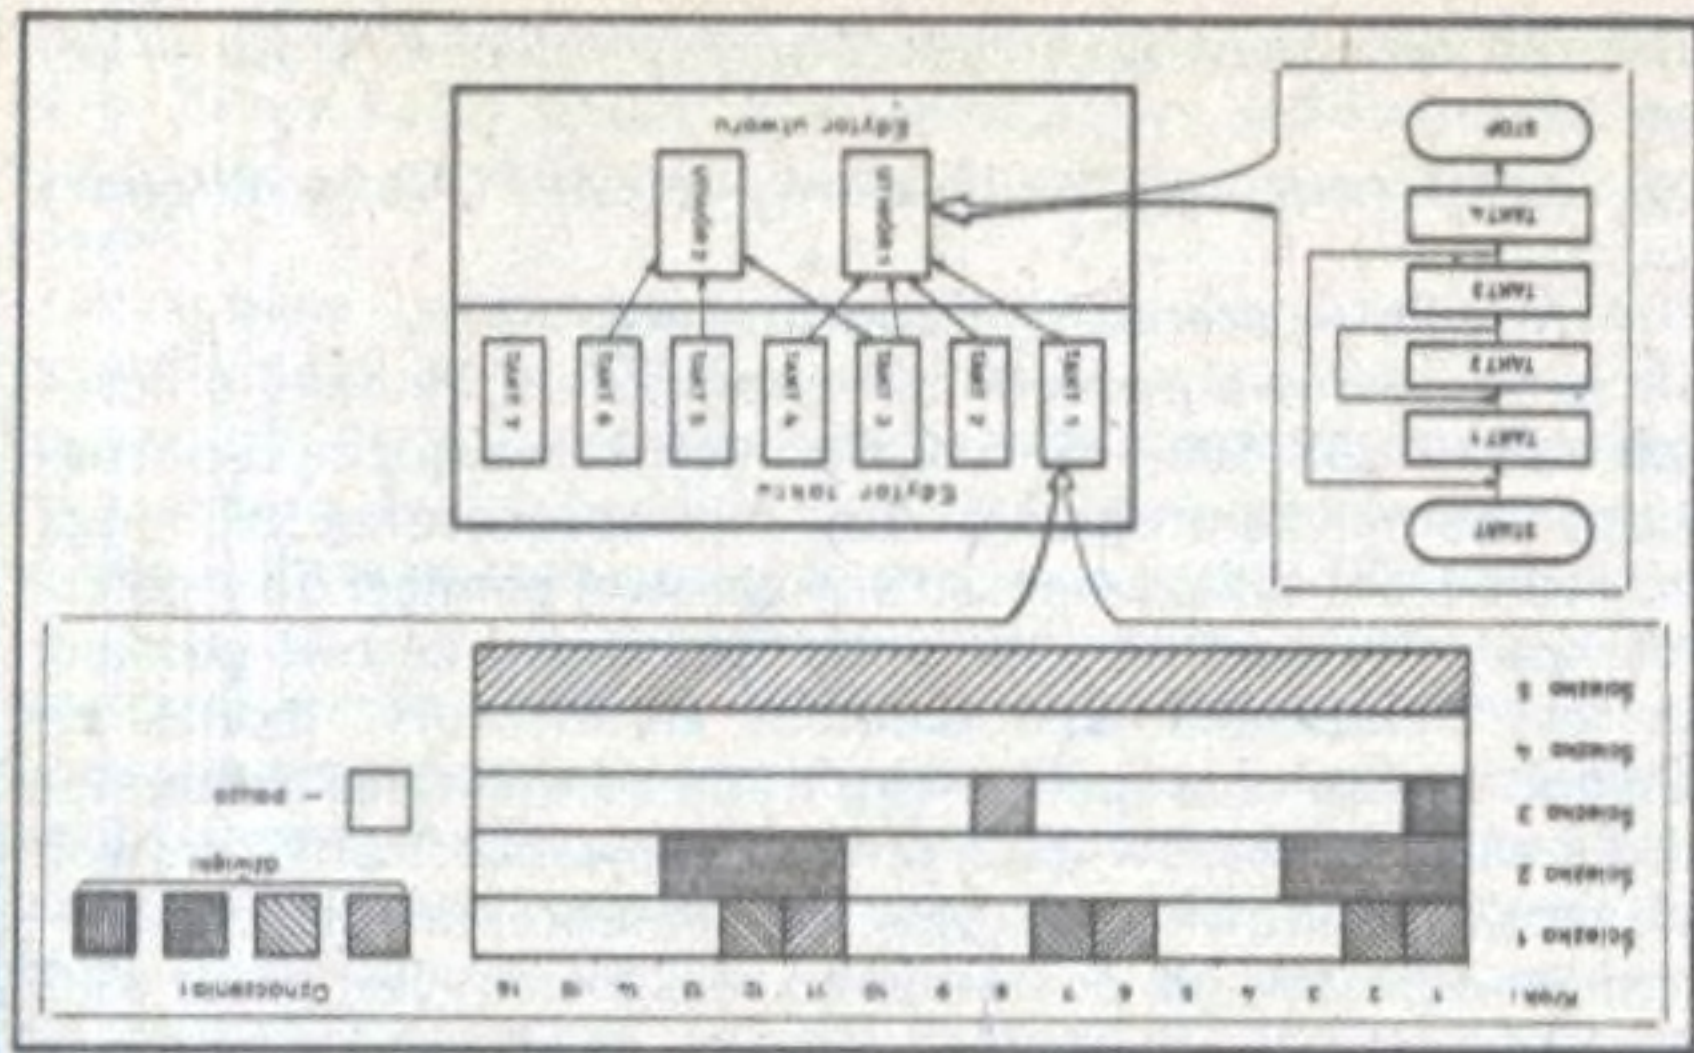 Kroki 1 2 3 4 5 6 7 8 9 10 11 12 13 14 15 16
Oznaczenia:
Ścieżka 1
Ścieżka 2
Ścieżka 3
Ścieżka 4
Ścieżka 5
dźwięki
— pauza
START
TAKT 1
TAKT 2
TAKT 3
TAKT 4
STOP
Edytor taktu
TAKT 1
TAKT 2
TAKT 3
TAKT 4
TAKT 5
TAKT 6
TAKT 7
UTWÓR 1
UTWÓR 2
Edytor utworu